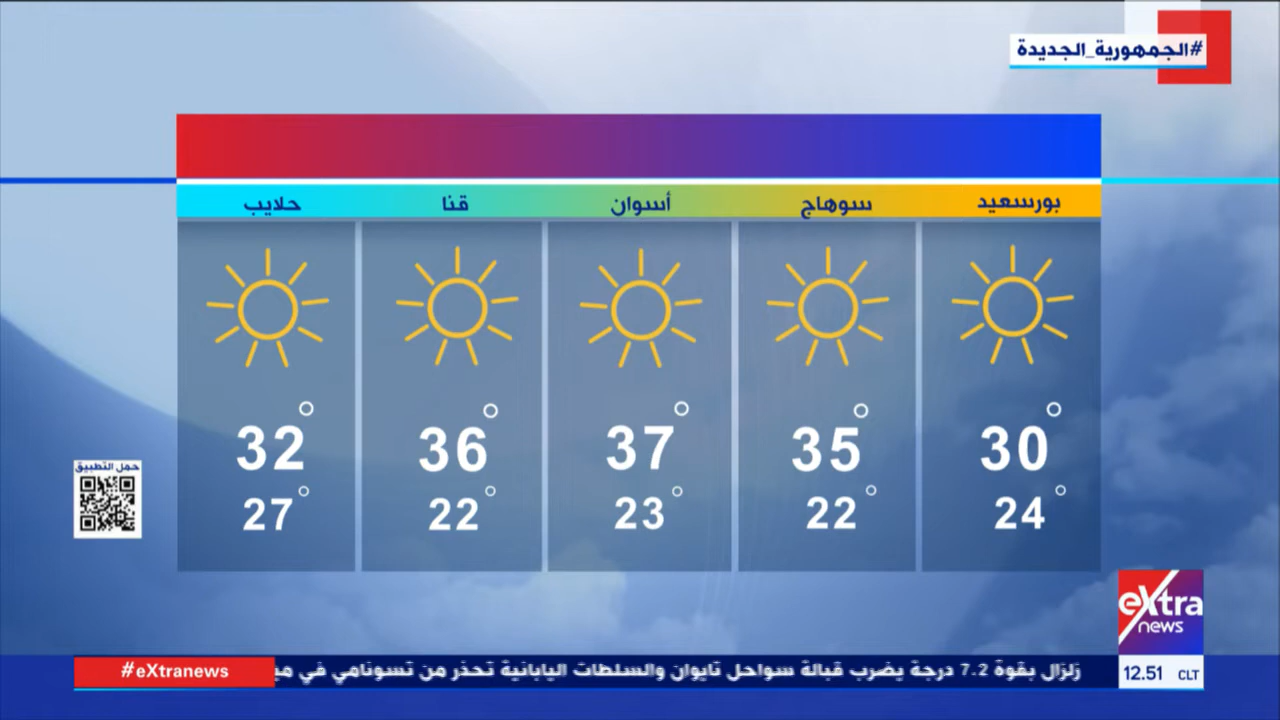 #الجمهورية_الجديدة
بورسعيد سوهاج أسوان قنا حلايب
30° 35° 37° 36° 32°
24° 22° 23° 22° 27°
حمل التطبيق
eXtra
news
زلزال بقوة 7.2 درجة يضرب قبالة سواحل تايوان والسلطات اليابانية تحذر من تسونامي في
#eXtranews
12.51 CLT